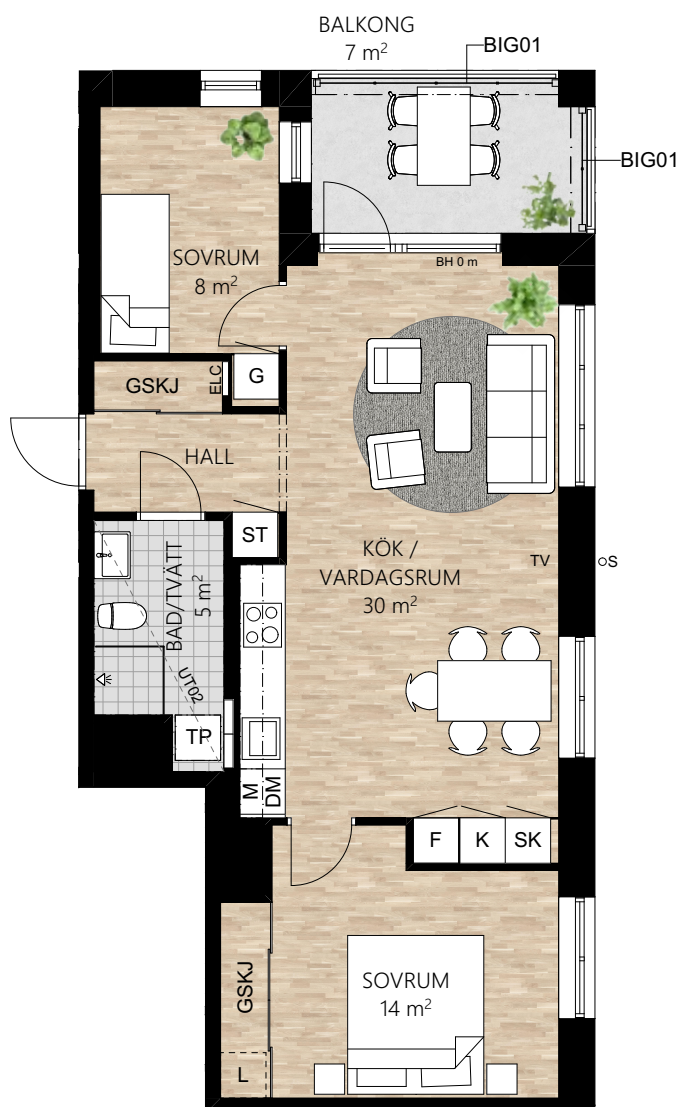 BALKONG
7 m²
BIG01
BIG01
SOVRUM
8 m²
BH 0 m
G
ELC
GSKJ
HALL
ST
KÖK /
VARDAGSRUM
30 m²
TV
S
BAD/TVÄTT
5 m²
UT02
TP
M
DM
F
K
SK
SOVRUM
14 m²
GSKJ
L